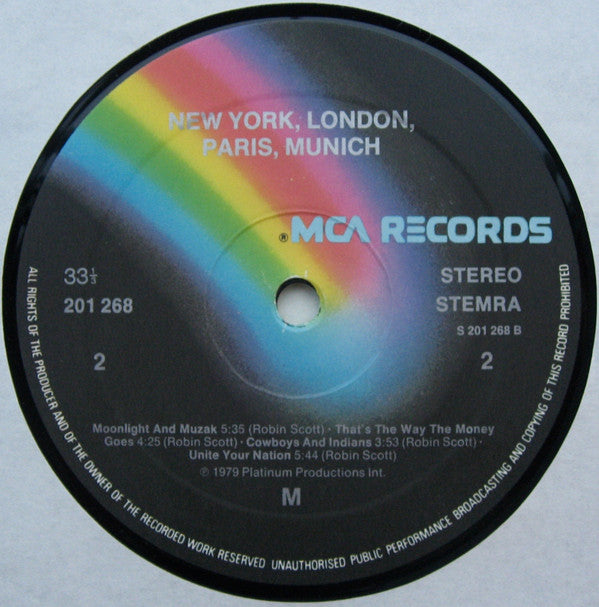 NEW YORK, LONDON,
PARIS, MUNICH
® MCA RECORDS
33⅓
201 268
2
STEREO
STEMRA
S 201 268 B
2
Moonlight And Muzak 5:35 (Robin Scott) · That's The Way The Money
Goes 4:25 (Robin Scott) · Cowboys And Indians 3:53 (Robin Scott) ·
Unite Your Nation 5:44 (Robin Scott)
℗ 1979 Platinum Productions Int.
M
ALL RIGHTS OF THE PRODUCER AND OF THE OWNER OF THE RECORDED WORK RESERVED UNAUTHORISED PUBLIC PERFORMANCE BROADCASTING AND COPYING OF THIS RECORD PROHIBITED